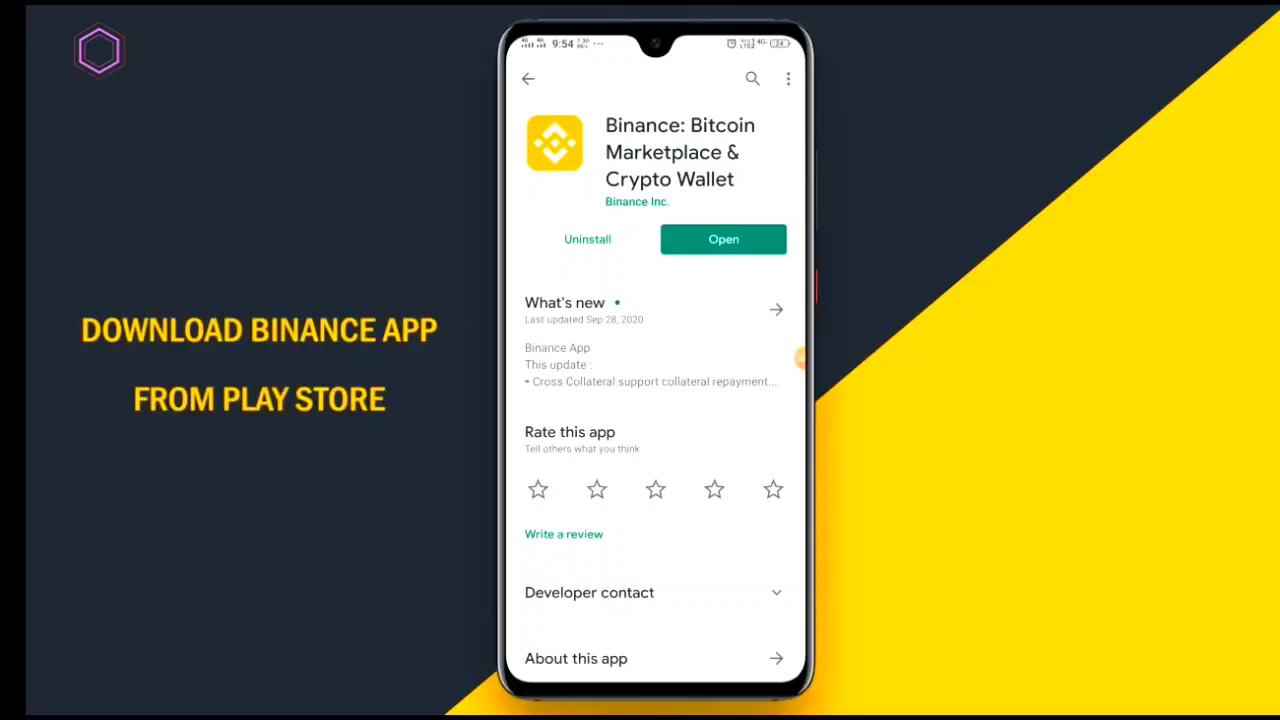 9:54
24
Binance: Bitcoin
Marketplace &
Crypto Wallet
Binance Inc.
Uninstall
Open
What's new
Last updated Sep 28, 2020
Binance App
This update :
• Cross Collateral support collateral repayment...
Rate this app
Tell others what you think
Write a review
Developer contact
About this app
DOWNLOAD BINANCE APP
FROM PLAY STORE